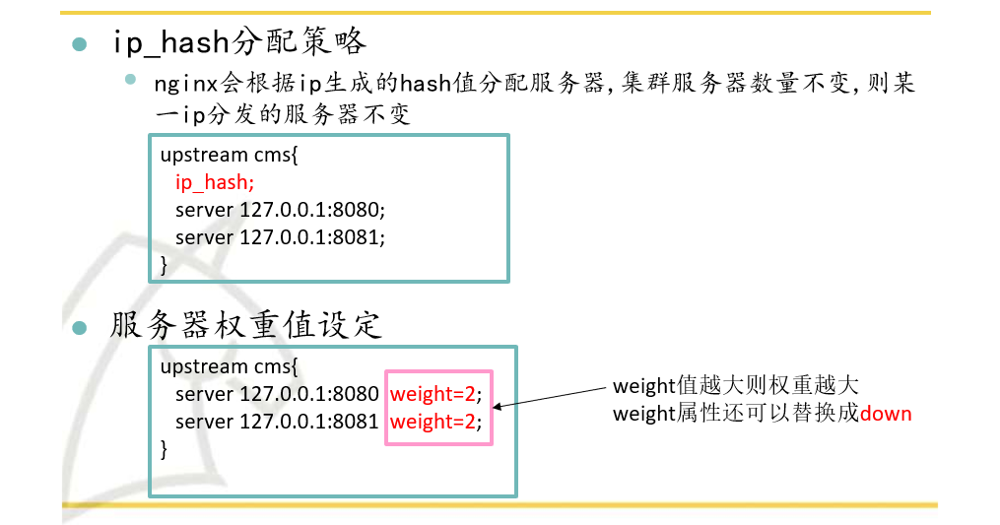 ip_hash分配策略
nginx会根据ip生成的hash值分配服务器,集群服务器数量不变,则某
一ip分发的服务器不变
upstream cms{
ip_hash;
server 127.0.0.1:8080;
server 127.0.0.1:8081;
}
服务器权重值设定
upstream cms{
server 127.0.0.1:8080 weight=2;
server 127.0.0.1:8081 weight=2;
}
weight值越大则权重越大
weight属性还可以替换成down